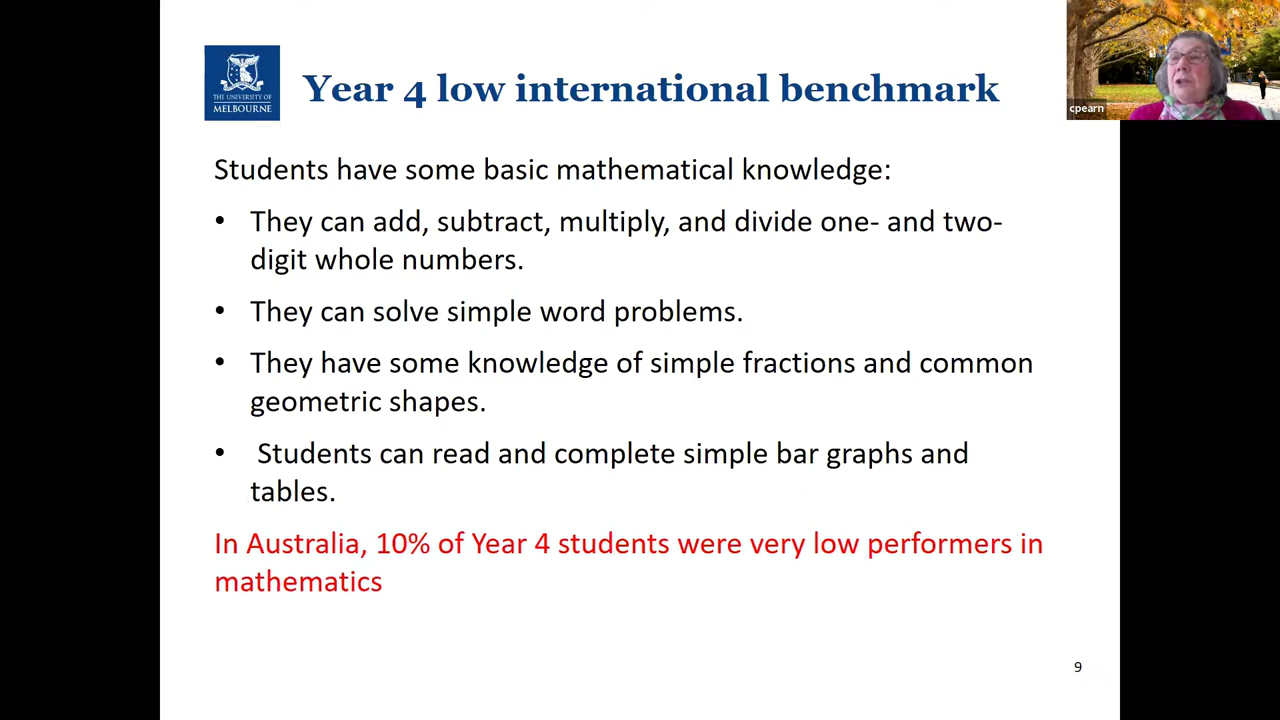 THE UNIVERSITY OF
MELBOURNE
Year 4 low international benchmark
cpearn
Students have some basic mathematical knowledge:
• They can add, subtract, multiply, and divide one- and two-
digit whole numbers.
• They can solve simple word problems.
• They have some knowledge of simple fractions and common
geometric shapes.
• Students can read and complete simple bar graphs and
tables.
In Australia, 10% of Year 4 students were very low performers in
mathematics
9